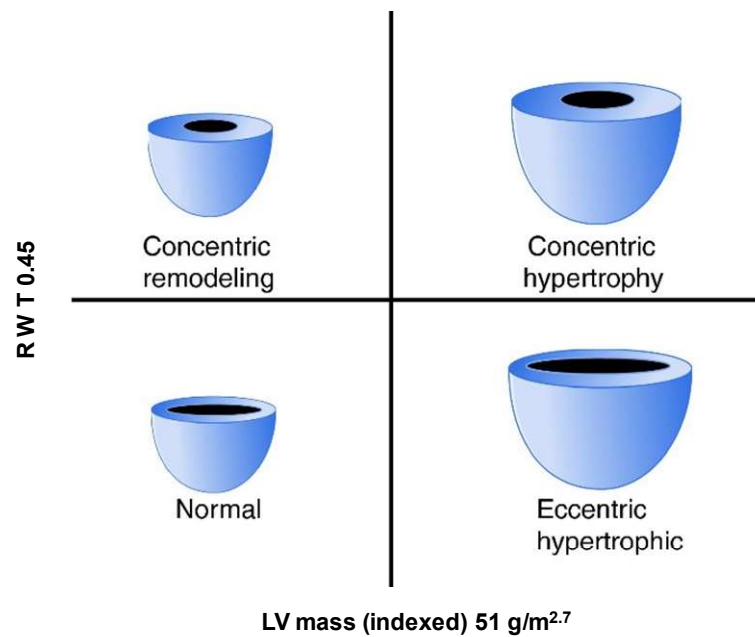 Concentric
remodeling
Concentric
hypertrophy
R W T 0.45
Normal
Eccentric
hypertrophic
LV mass (indexed) 51 g/m2.7